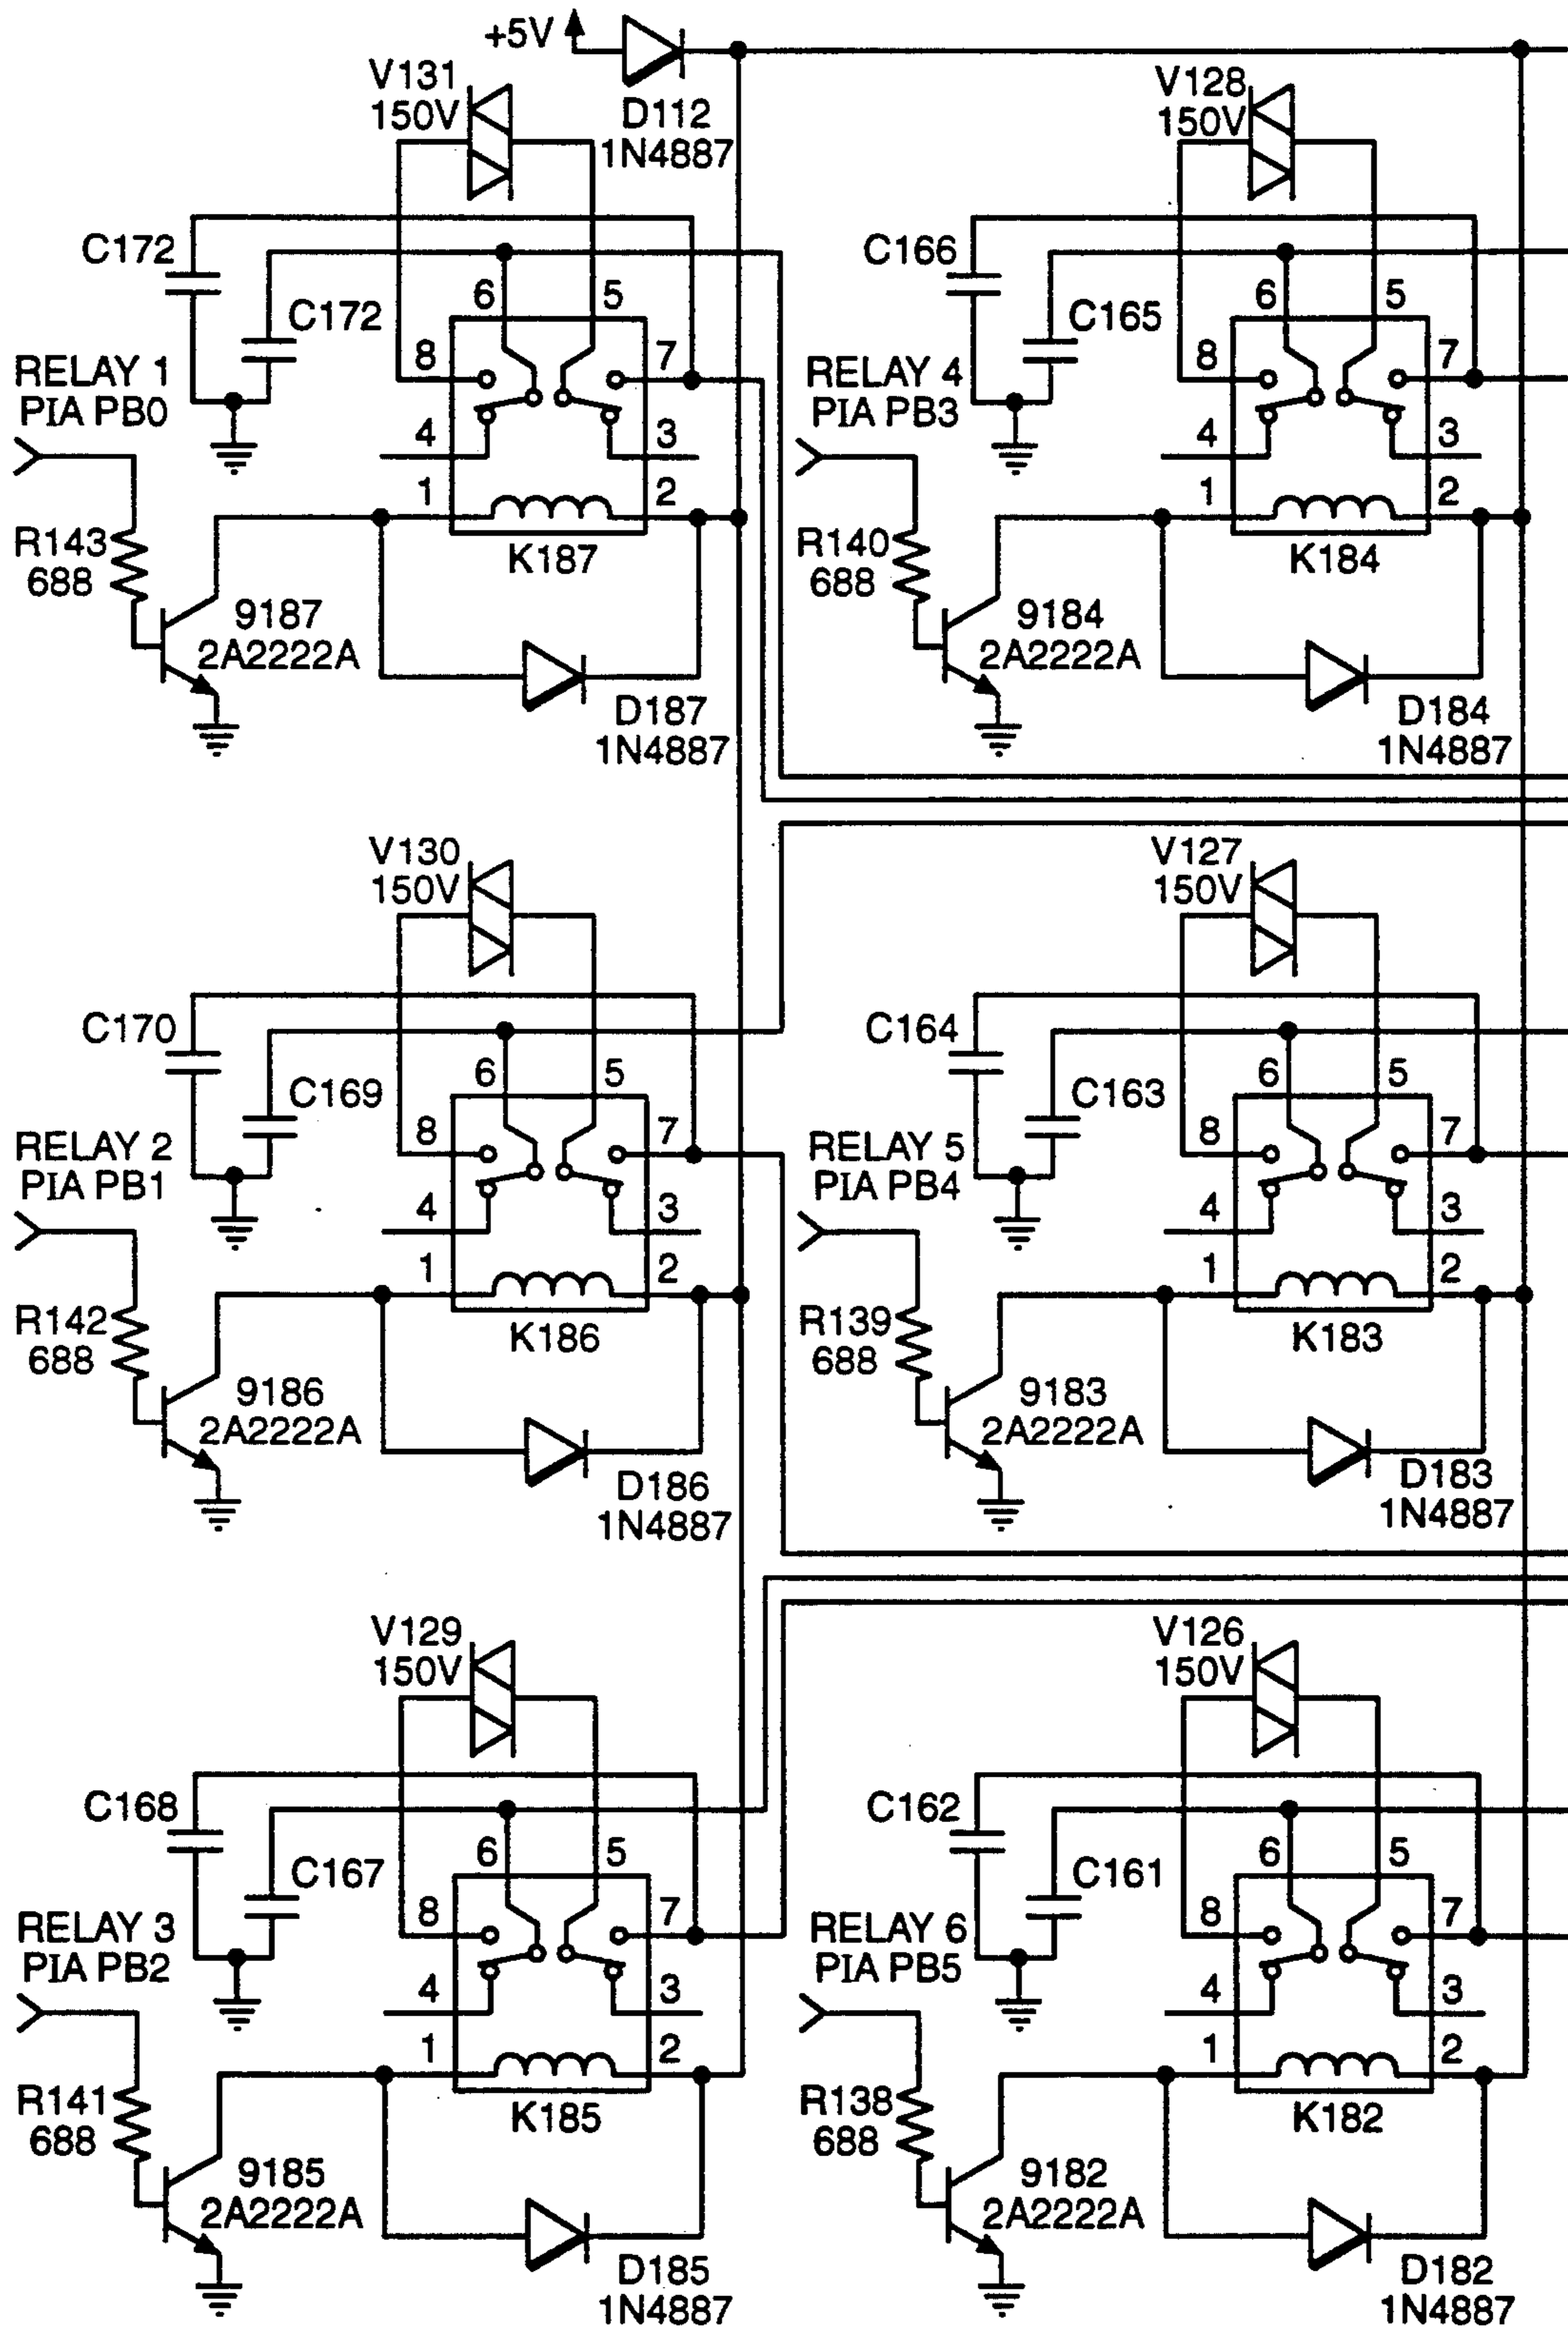 +5V
D112
1N4887
V131
150V
C172
C172
6
5
8
7
4
3
1
2
RELAY 1
PIA PB0
R143
688
K187
9187
2A2222A
D187
1N4887
V128
150V
C166
C165
6
5
8
7
4
3
1
2
RELAY 4
PIA PB3
R140
688
K184
9184
2A2222A
D184
1N4887
V130
150V
C170
C169
6
5
8
7
4
3
1
2
RELAY 2
PIA PB1
R142
688
K186
9186
2A2222A
D186
1N4887
V127
150V
C164
C163
6
5
8
7
4
3
1
2
RELAY 5
PIA PB4
R139
688
K183
9183
2A2222A
D183
1N4887
V129
150V
C168
C167
6
5
8
7
4
3
1
2
RELAY 3
PIA PB2
R141
688
K185
9185
2A2222A
D185
1N4887
V126
150V
C162
C161
6
5
8
7
4
3
1
2
RELAY 6
PIA PB5
R138
688
K182
9182
2A2222A
D182
1N4887